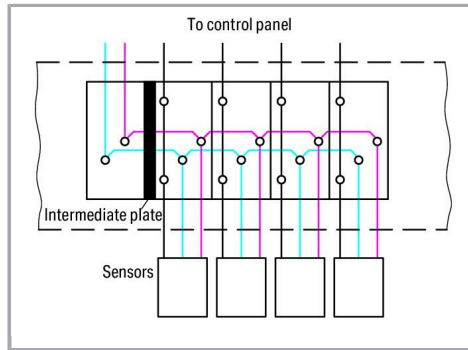 To control panel
Intermediate plate
Sensors